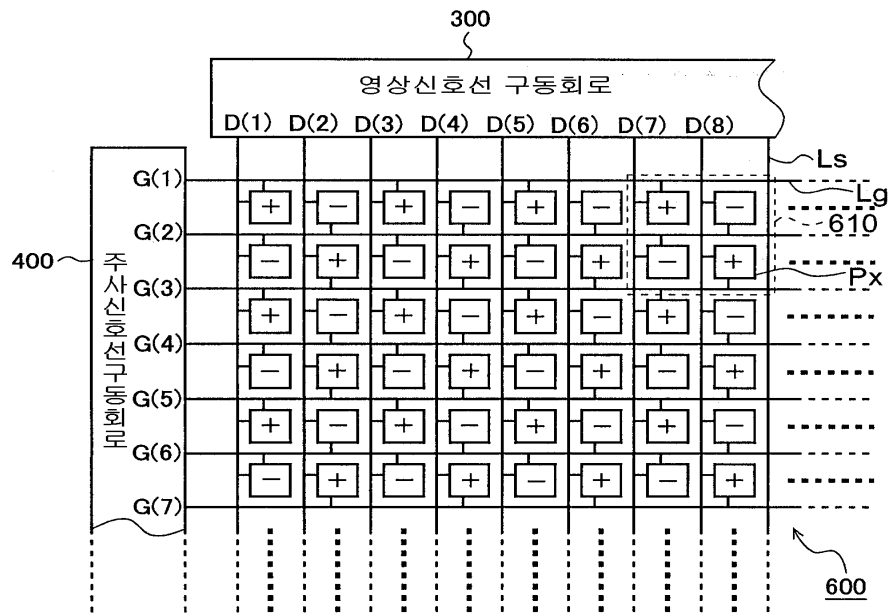 300
영상신호선 구동회로
D(1) D(2) D(3) D(4) D(5) D(6) D(7) D(8)
Ls
G(1)
Lg
+ − + − + − + −
610
G(2)
400
− + − + − + − +
Px
G(3)
주사신호선구동회로
+ − + − + − + −
G(4)
− + − + − + − +
G(5)
+ − + − + − + −
G(6)
− + − + − + − +
G(7)
600